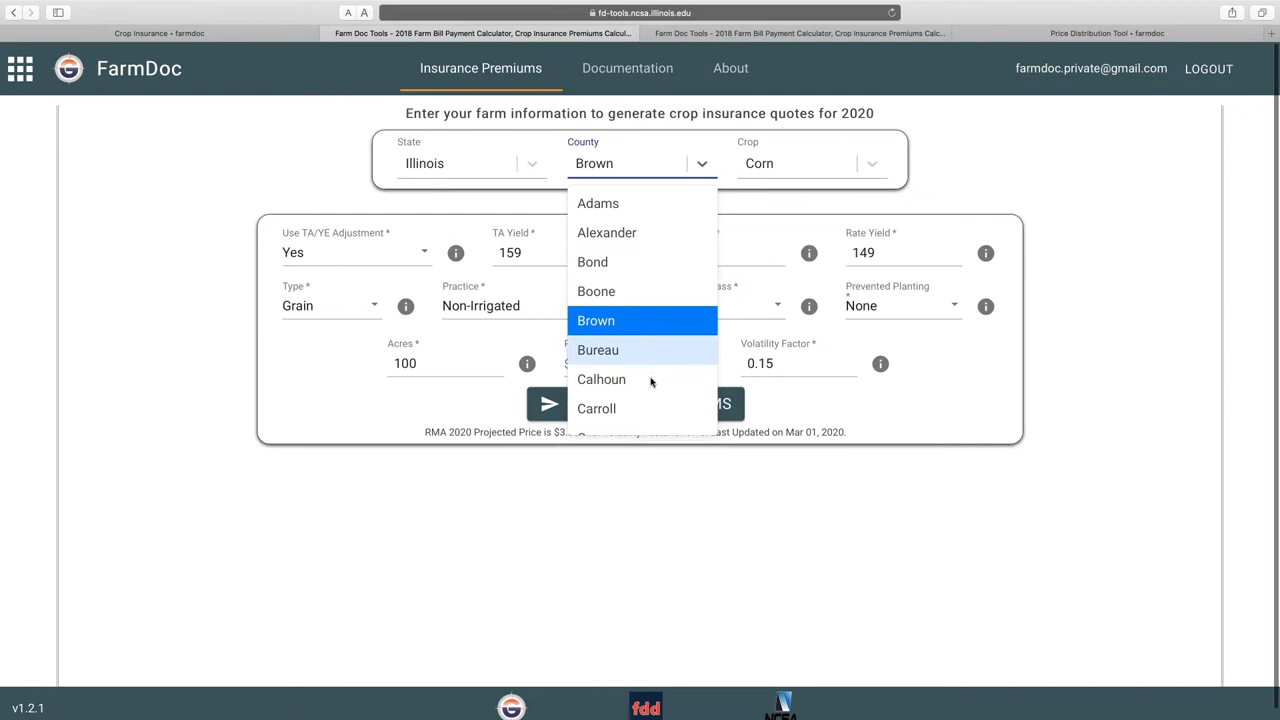 A A
fd-tools.ncsa.illinois.edu
Crop Insurance • farmdoc
Farm Doc Tools - 2018 Farm Bill Payment Calculator, Crop Insurance Premiums Calcul...
Farm Doc Tools - 2018 Farm Bill Payment Calculator, Crop Insurance Premiums Calc...
Price Distribution Tool • farmdoc
FarmDoc
Insurance Premiums
Documentation
About
farmdoc.private@gmail.com
LOGOUT
Enter your farm information to generate crop insurance quotes for 2020
State
County
Crop
Illinois
Brown
Corn
Adams
Alexander
Bond
Boone
Brown
Bureau
Calhoun
Carroll
Use TA/YE Adjustment *
TA Yield *
*
Rate Yield *
Yes
159
149
Type *
Practice *
ass *
Prevented Planting
*
Grain
Non-Irrigated
None
Acres *
Volatility Factor *
100
$
0.15
MS
RMA 2020 Projected Price is $3.
ast Updated on Mar 01, 2020.
v1.2.1
fdd
NCSA